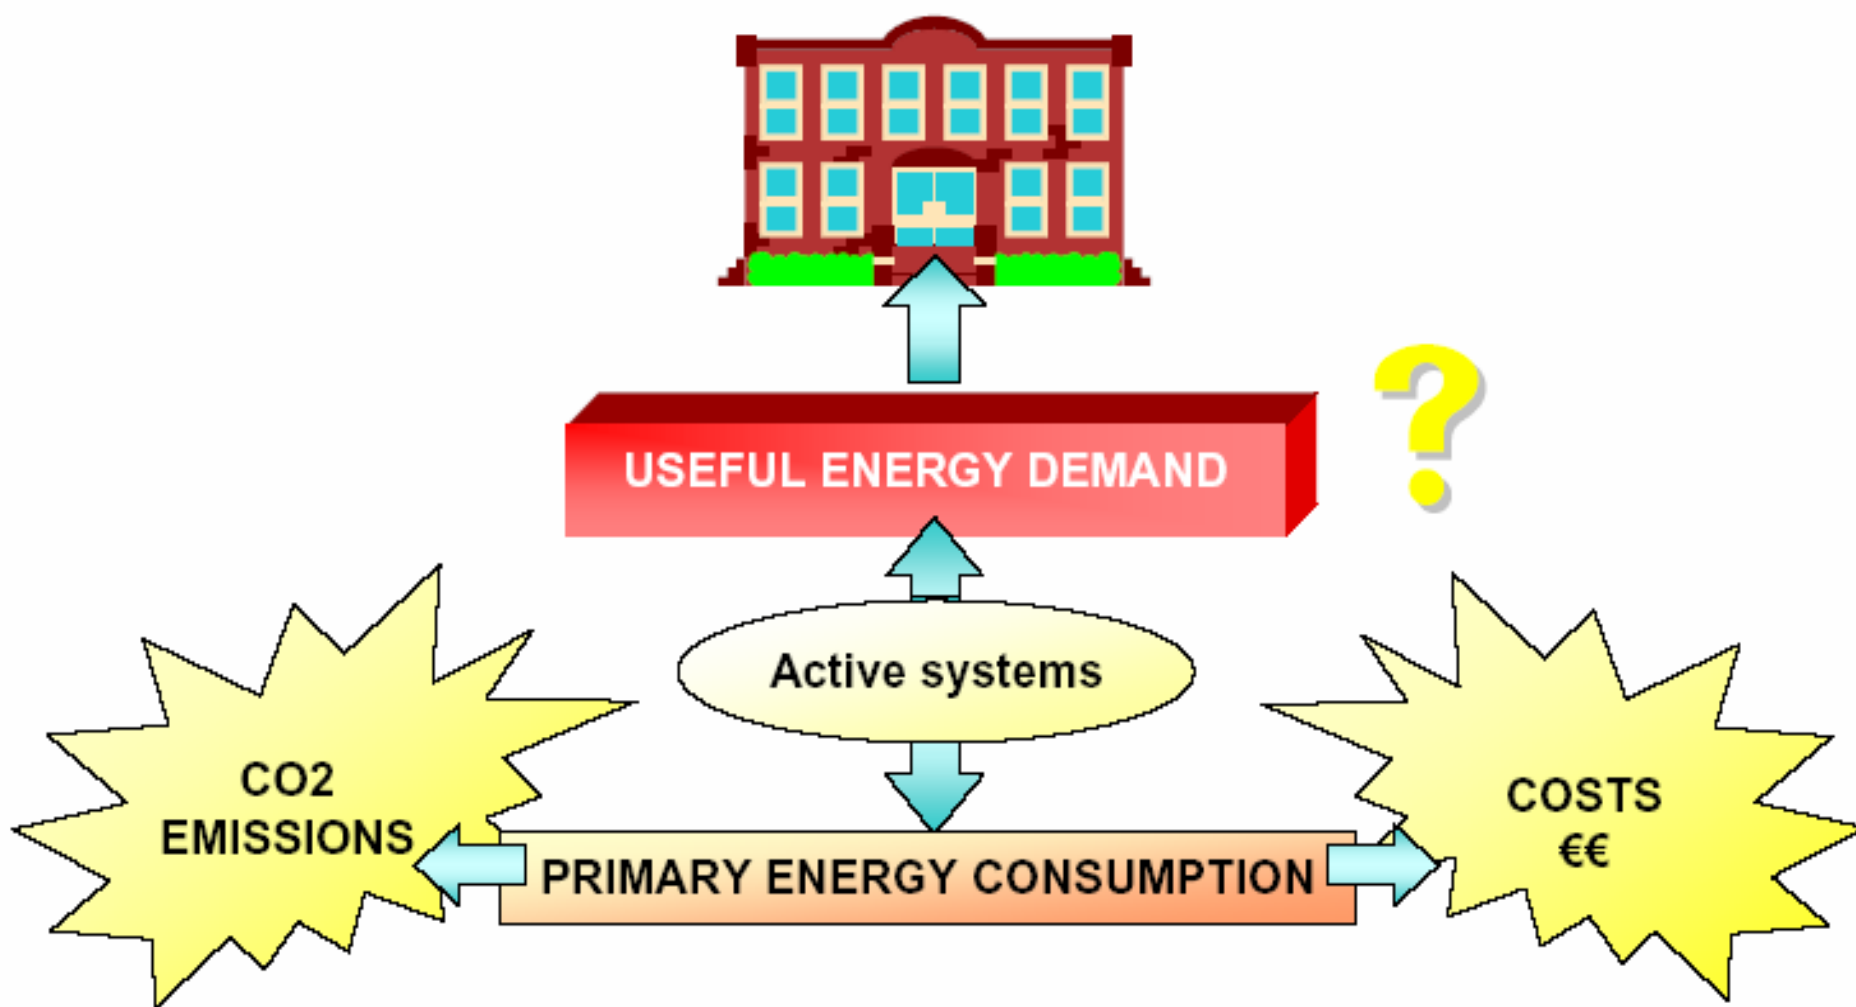 ?
USEFUL ENERGY DEMAND
Active systems
CO2
EMISSIONS
COSTS
€€
PRIMARY ENERGY CONSUMPTION